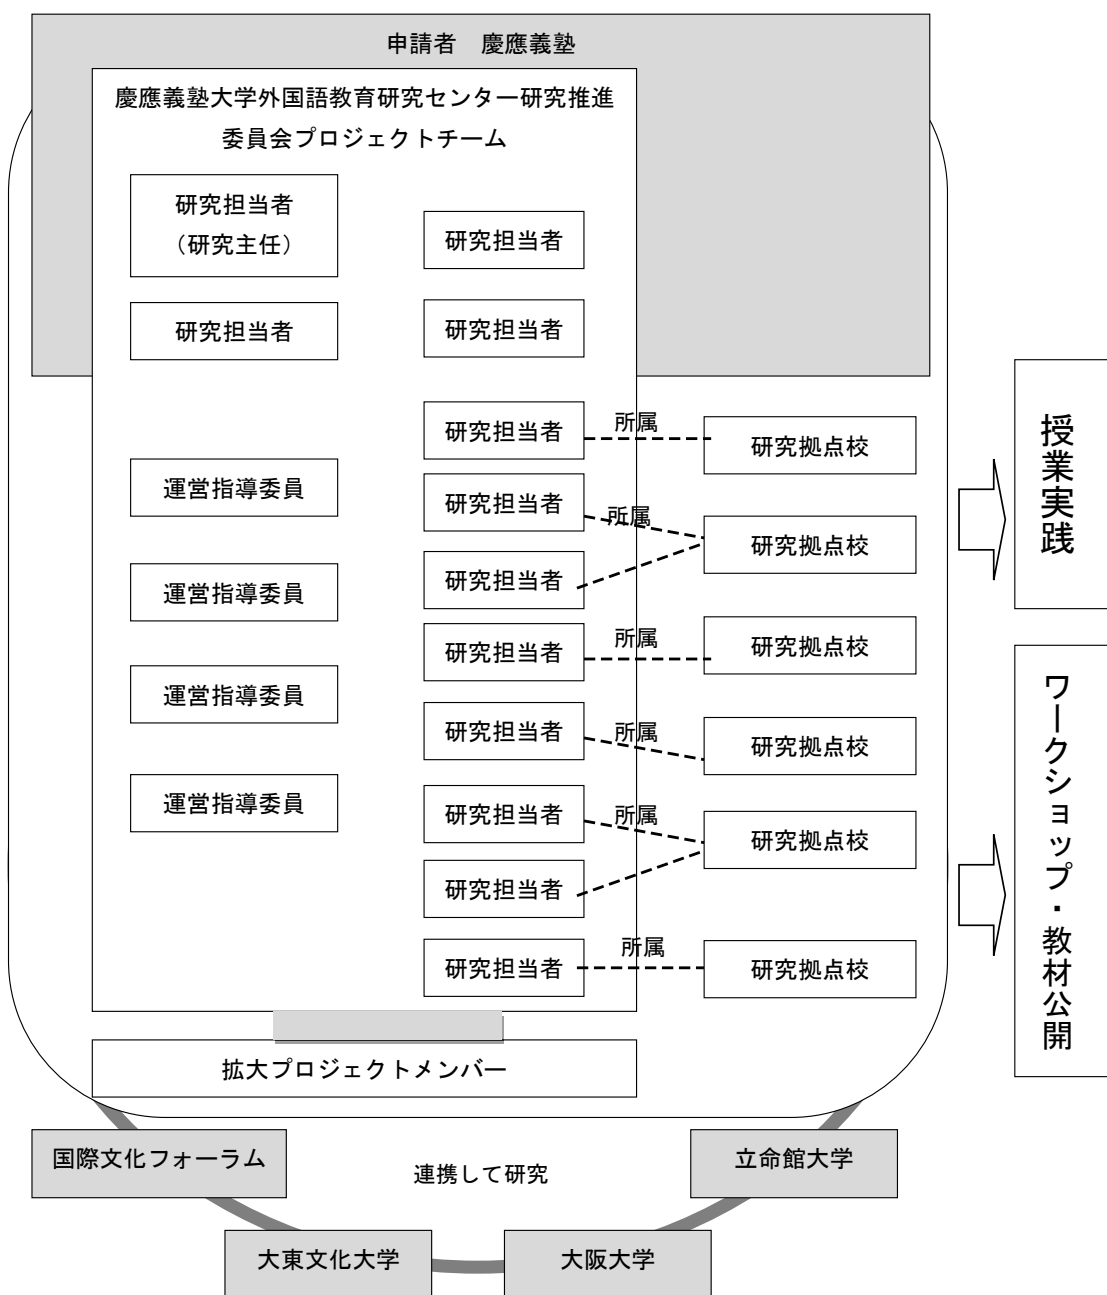 申請者　慶應義塾
慶應義塾大学外国語教育研究センター研究推進
委員会プロジェクトチーム
研究担当者
（研究主任）
研究担当者
研究担当者
研究担当者
研究担当者
所属
研究拠点校
運営指導委員
研究担当者
所属
研究拠点校
研究担当者
運営指導委員
研究担当者
所属
研究拠点校
運営指導委員
研究担当者
所属
研究拠点校
運営指導委員
研究担当者
所属
研究拠点校
研究担当者
研究担当者
所属
研究拠点校
拡大プロジェクトメンバー
授業実践
ワークショップ・教材公開
国際文化フォーラム
連携して研究
立命館大学
大東文化大学
大阪大学